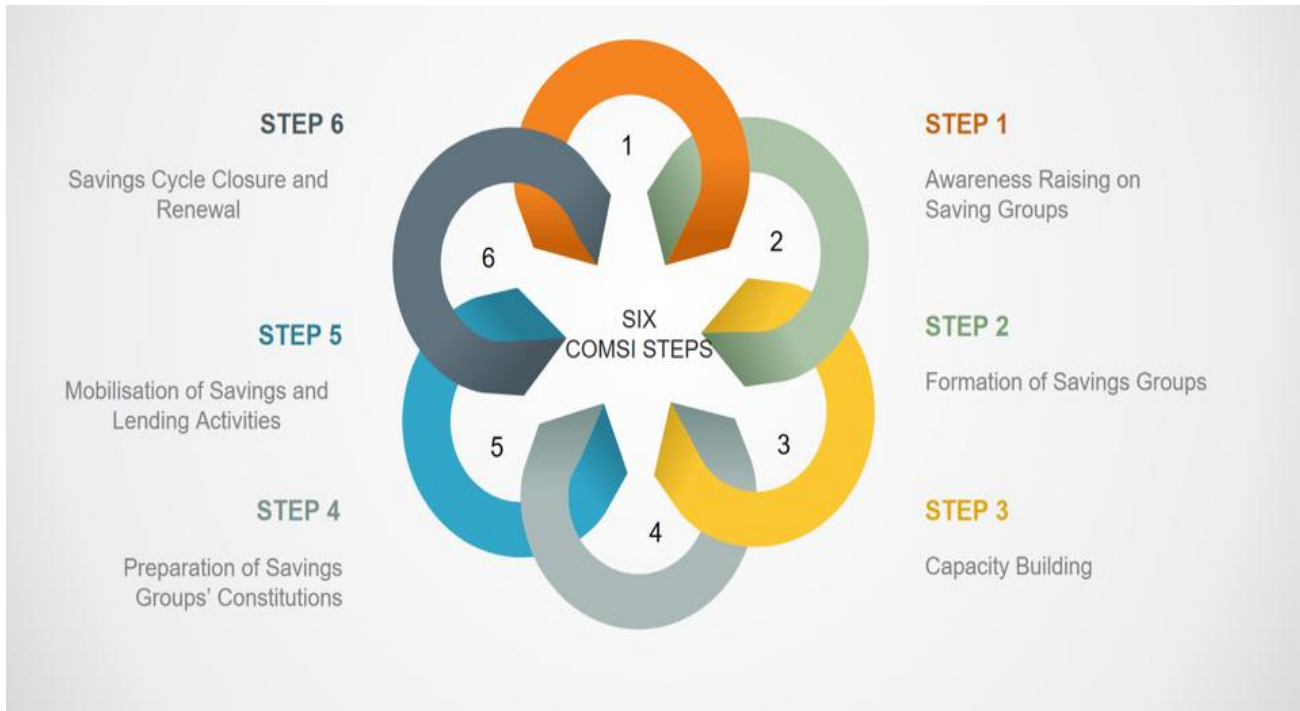 STEP 1
Awareness Raising on
Saving Groups
STEP 2
Formation of Savings Groups
STEP 3
Capacity Building
STEP 4
Preparation of Savings
Groups’ Constitutions
STEP 5
Mobilisation of Savings and
Lending Activities
STEP 6
Savings Cycle Closure and
Renewal
1
2
3
4
5
6
SIX
COMSI STEPS